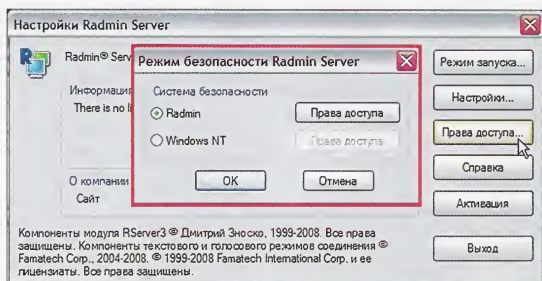 Настройки Radmin Server
Radmin® Serv
Режим безопасности Radmin Server
Режим запуска...
Информация
There is no li
Система безопасности
Radmin
Права доступа
Windows NT
Права доступа
Настройки...
Права доступа...
Справка
ОК
Отмена
О компании
Сайт
Активация
Компоненты модуля RServer3 © Дмитрий Зноско, 1999-2008. Все права
защищены. Компоненты текстового и голосового режимов соединения ©
Famatech Corp., 2004-2008. © 1999-2008 Famatech International Corp. и ее
лицензиаты. Все права защищены.
Выход